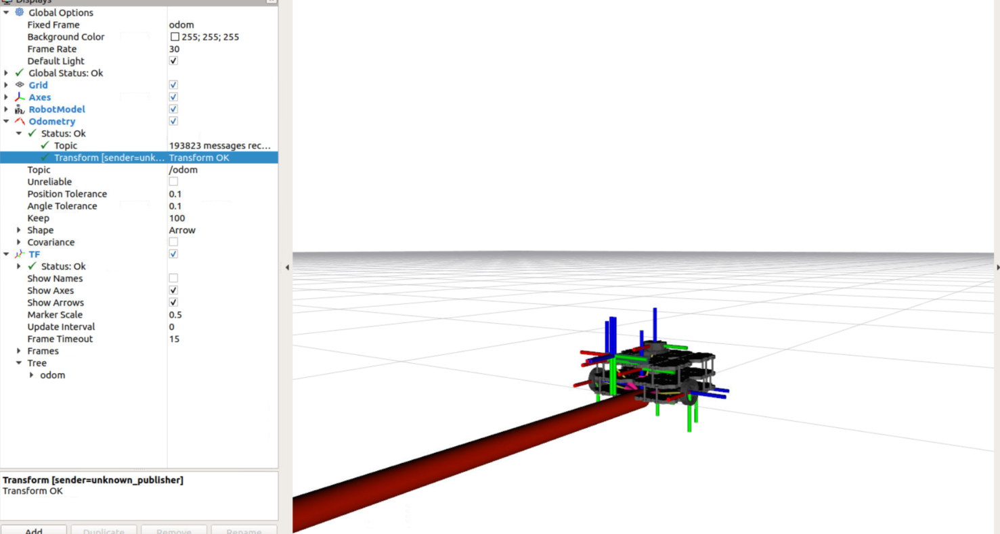 Displays
Global Options
Fixed Frame odom
Background Color 255; 255; 255
Frame Rate 30
Default Light
Global Status: Ok
Grid
Axes
RobotModel
Odometry
Status: Ok
Topic 193823 messages rec...
Transform [sender=unk... Transform OK
Topic /odom
Unreliable
Position Tolerance 0.1
Angle Tolerance 0.1
Keep 100
Shape Arrow
Covariance
TF
Status: Ok
Show Names
Show Axes
Show Arrows
Marker Scale 0.5
Update Interval 0
Frame Timeout 15
Frames
Tree
odom
Transform [sender=unknown_publisher]
Transform OK
Add Duplicate Remove Rename